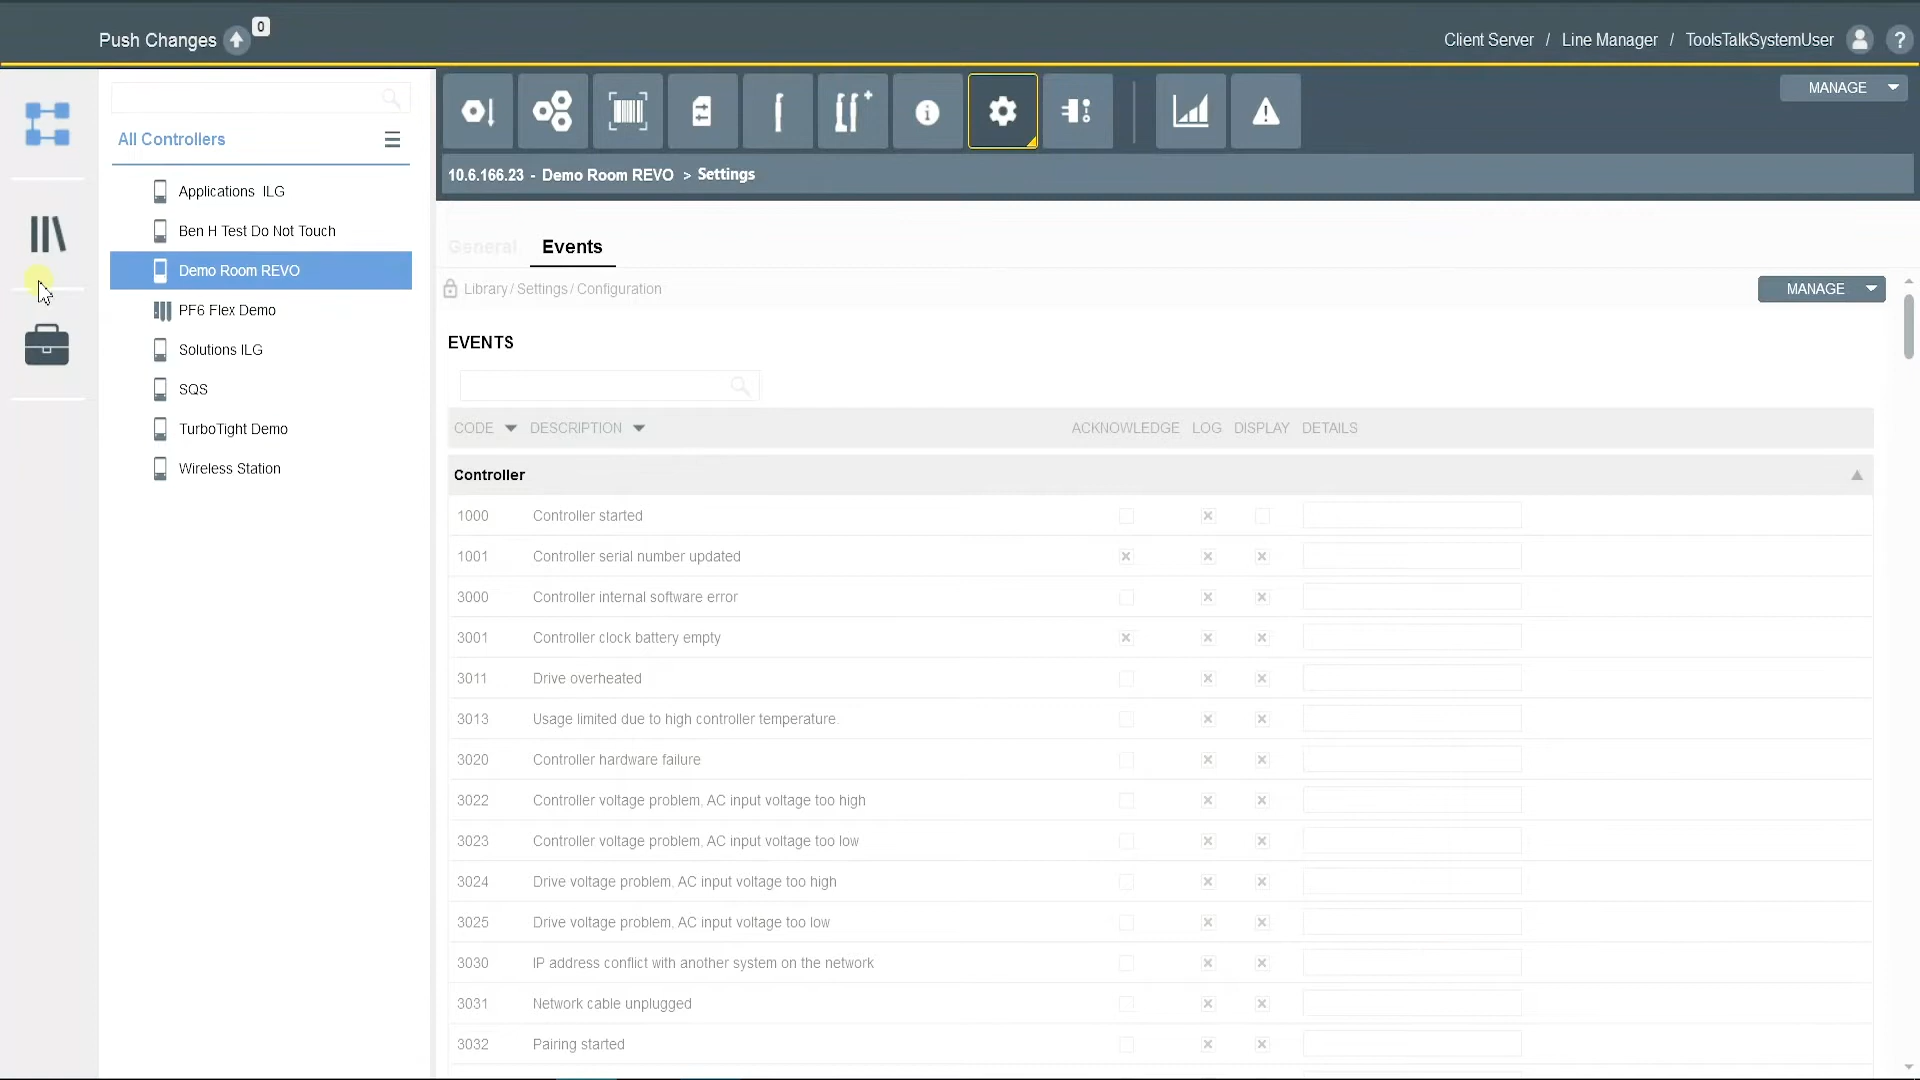 Push Changes 0
Client Server / Line Manager / ToolsTalkSystemUser ?
MANAGE
All Controllers
Applications ILG
Ben H Test Do Not Touch
Demo Room REVO
PF6 Flex Demo
Solutions ILG
SQS
TurboTight Demo
Wireless Station
10.6.166.23 - Demo Room REVO > Settings
General Events
Library / Settings / Configuration
MANAGE
EVENTS
CODE DESCRIPTION ACKNOWLEDGE LOG DISPLAY DETAILS
Controller
1000 Controller started
1001 Controller serial number updated
3000 Controller internal software error
3001 Controller clock battery empty
3011 Drive overheated
3013 Usage limited due to high controller temperature.
3020 Controller hardware failure
3022 Controller voltage problem, AC input voltage too high
3023 Controller voltage problem, AC input voltage too low
3024 Drive voltage problem, AC input voltage too high
3025 Drive voltage problem, AC input voltage too low
3030 IP address conflict with another system on the network
3031 Network cable unplugged
3032 Pairing started